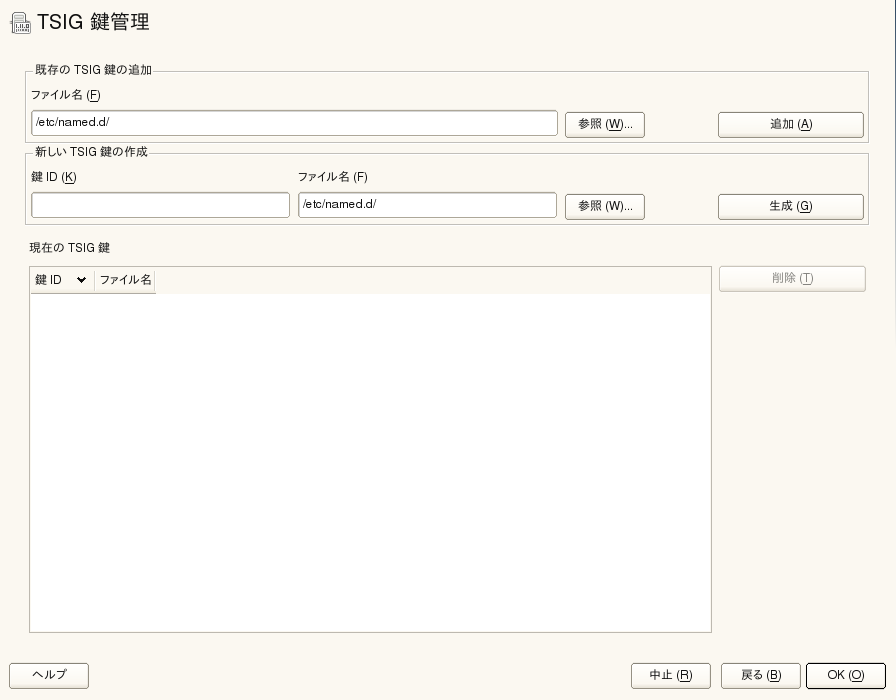 TSIG 鍵管理
既存の TSIG 鍵の追加
ファイル名 (F)
/etc/named.d/ 参照 (W)... 追加 (A)
新しい TSIG 鍵の作成
鍵 ID (K) ファイル名 (F)
/etc/named.d/ 参照 (W)... 生成 (G)
現在の TSIG 鍵
鍵 ID ファイル名 削除 (T)
ヘルプ 中止 (R) 戻る (B) OK (O)